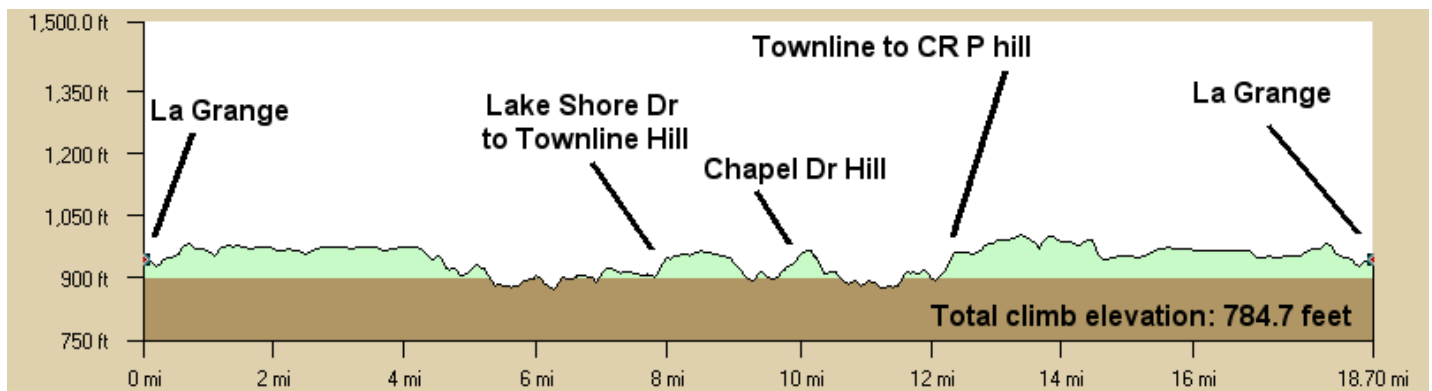 1,500.0 ft
Townline to CR P hill
1,350 ft
La Grange
Lake Shore Dr
to Townline Hill
La Grange
1,200 ft
Chapel Dr Hill
1,050 ft
900 ft
Total climb elevation: 784.7 feet
750 ft
0 mi
2 mi
4 mi
6 mi
8 mi
10 mi
12 mi
14 mi
16 mi
18.70 mi